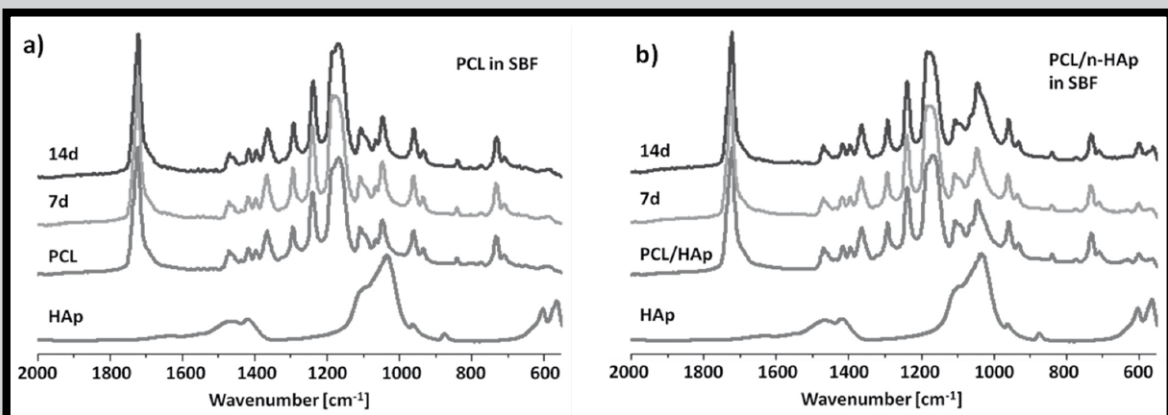 a)
PCL in SBF
14d
7d
PCL
HAp
2000 1800 1600 1400 1200 1000 800 600
Wavenumber [cm⁻¹]
b)
PCL/n-HAp
in SBF
14d
7d
PCL/HAp
HAp
2000 1800 1600 1400 1200 1000 800 600
Wavenumber [cm⁻¹]